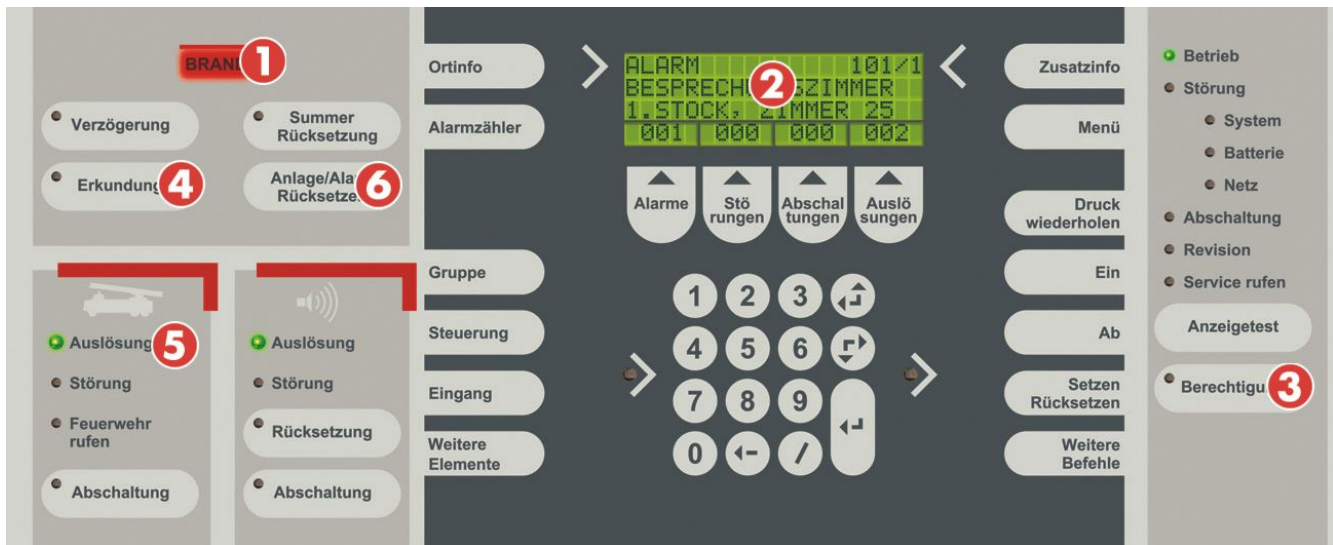 BRAND
1
Verzögerung
Summer
Rücksetzung
Erkundung
4
Anlage/Ala
Rücksetze
6
Auslösung
5
Störung
Feuerwehr
rufen
Abschaltung
Auslösung
Störung
Rücksetzung
Abschaltung
Ortinfo
Alarmzähler
Gruppe
Steuerung
Eingang
Weitere
Elemente
ALARM 101/1
BESPRECHUNGSZIMMER
2
1.STOCK, ZIMMER 25
001 000 000 002
Alarme
Stö
rungen
Abschal
tungen
Auslö
sungen
1 2 3
4 5 6
7 8 9
0 /
Zusatzinfo
Menü
Druck
wiederholen
Ein
Ab
Setzen
Rücksetzen
Weitere
Befehle
Betrieb
Störung
System
Batterie
Netz
Abschaltung
Revision
Service rufen
Anzeigetest
Berechtigu
3